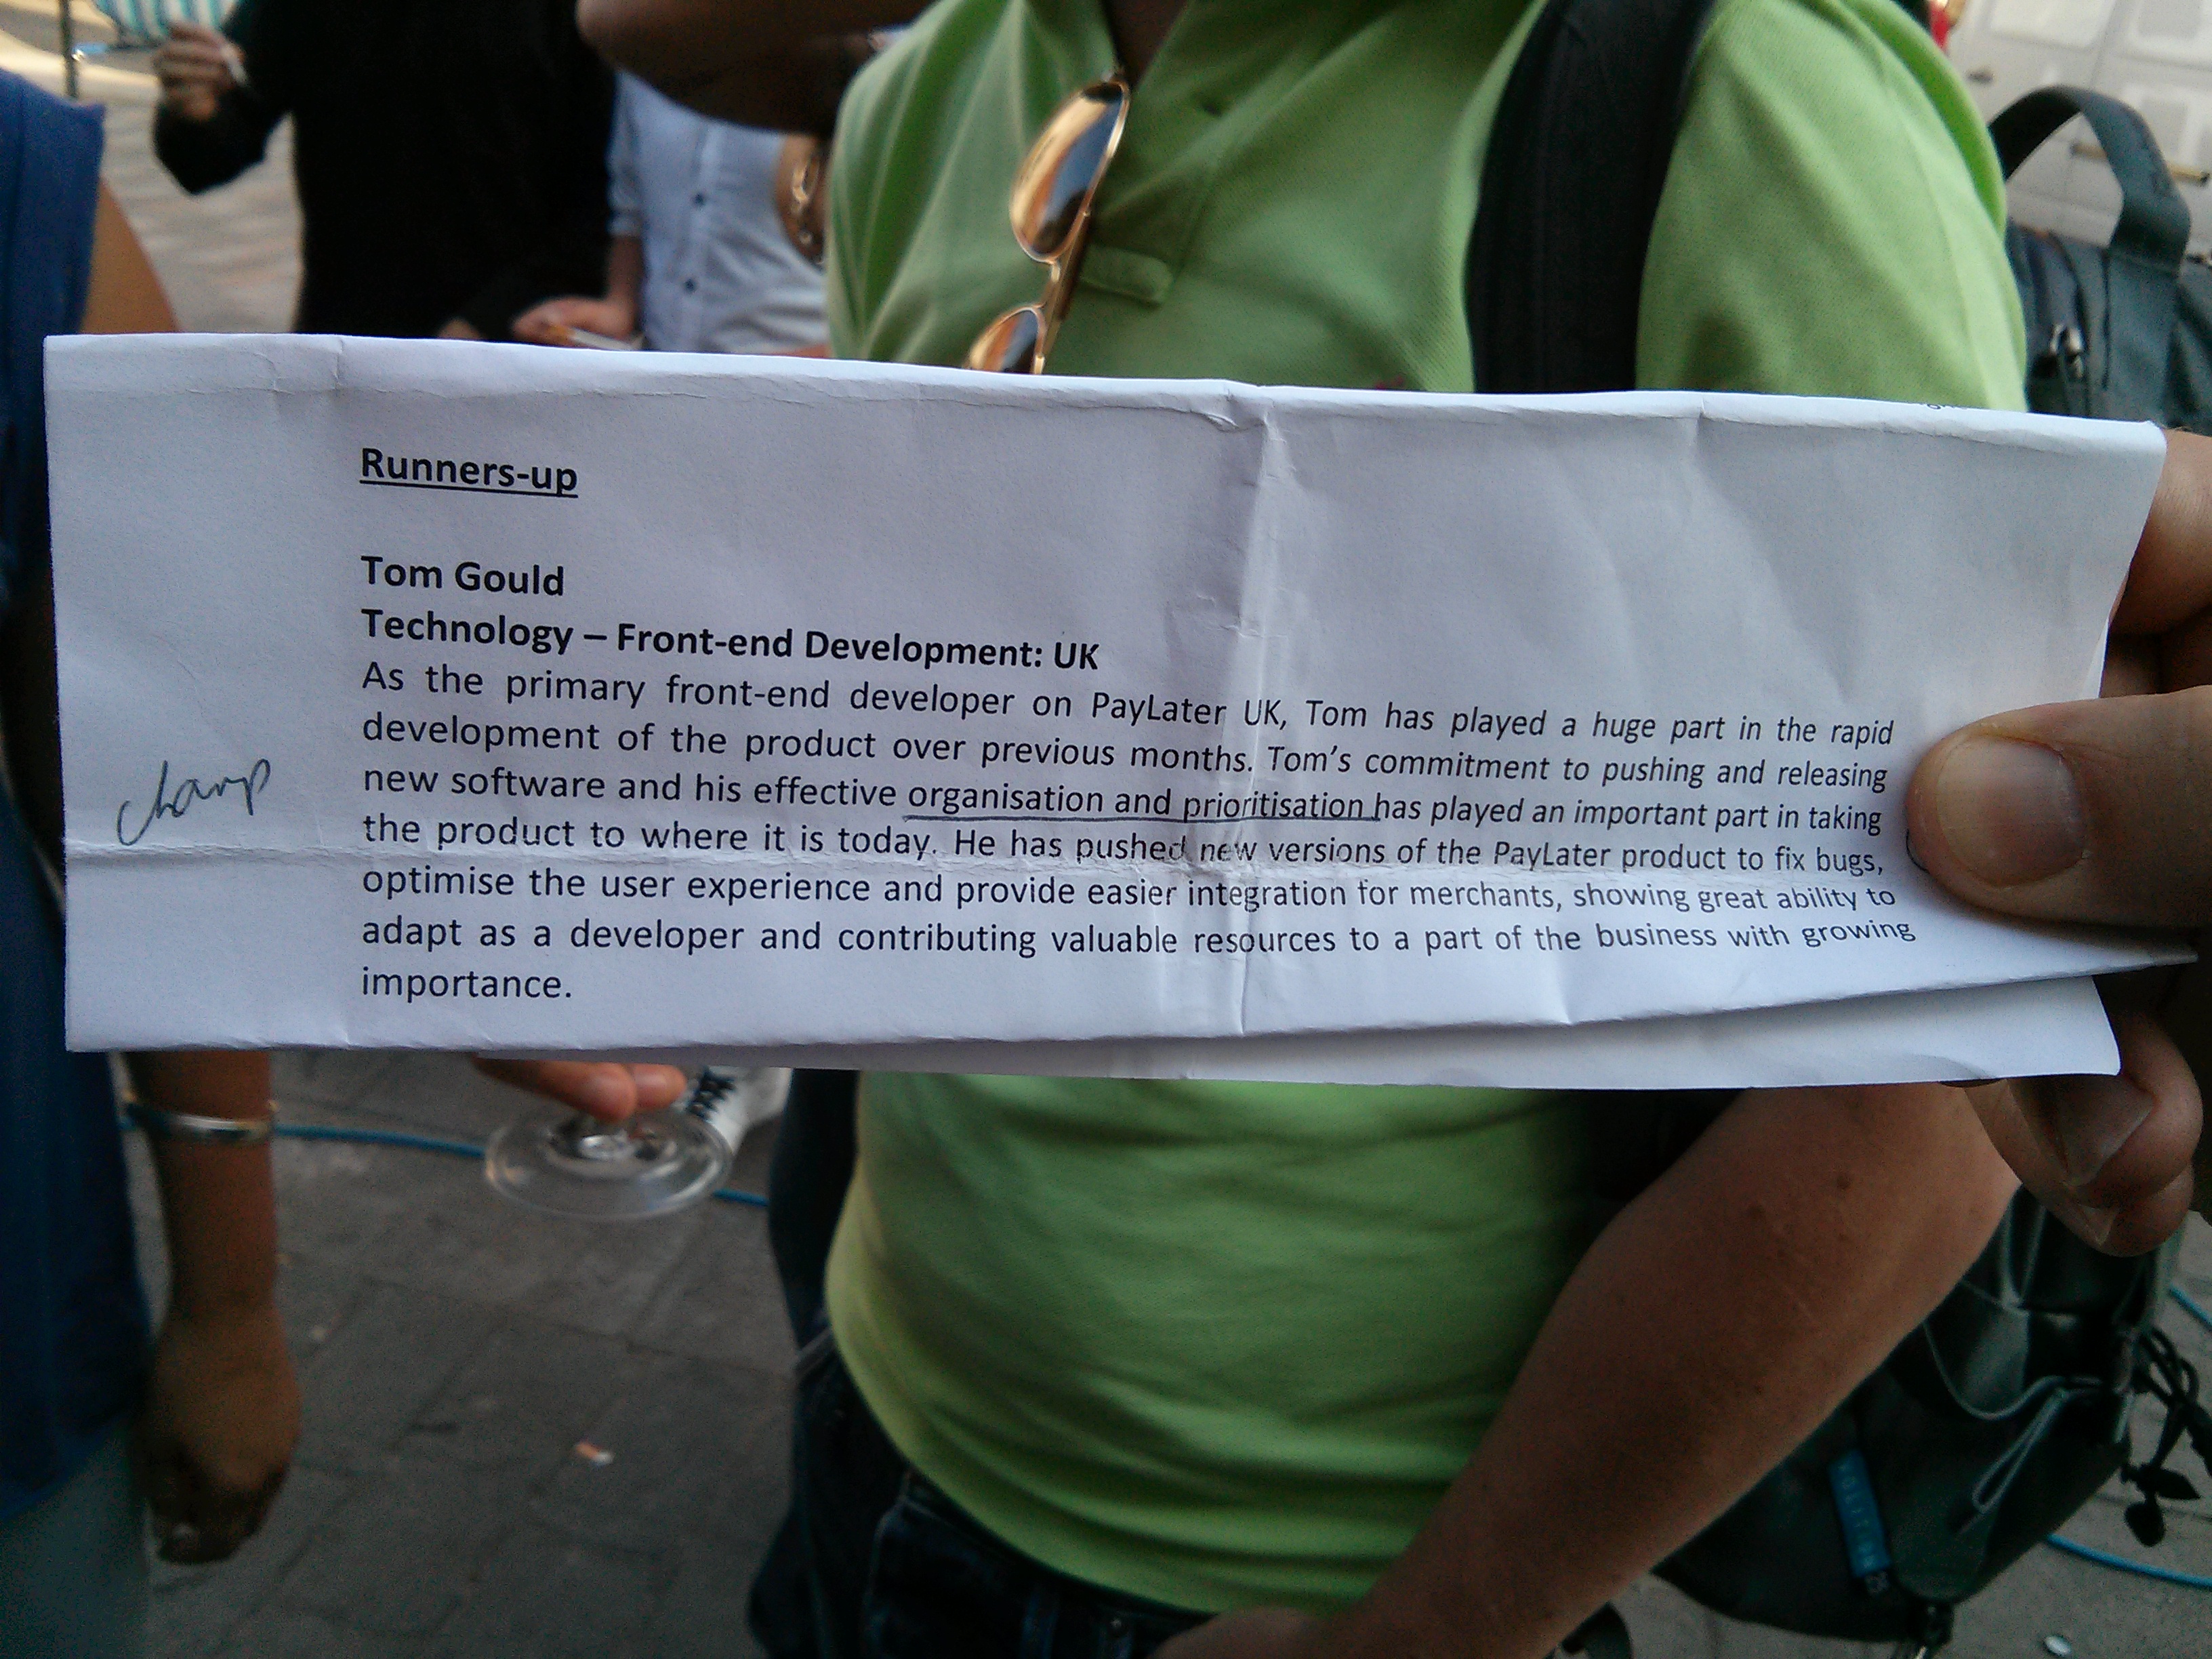 Runners-up
Tom Gould
Technology – Front-end Development: UK
As the primary front-end developer on PayLater UK, Tom has played a huge part in the rapid
development of the product over previous months. Tom's commitment to pushing and releasing
new software and his effective organisation and prioritisation has played an important part in taking
champ
the product to where it is today. He has pushed new versions of the PayLater product to fix bugs,
optimise the user experience and provide easier integration for merchants, showing great ability to
adapt as a developer and contributing valuable resources to a part of the business with growing
importance.